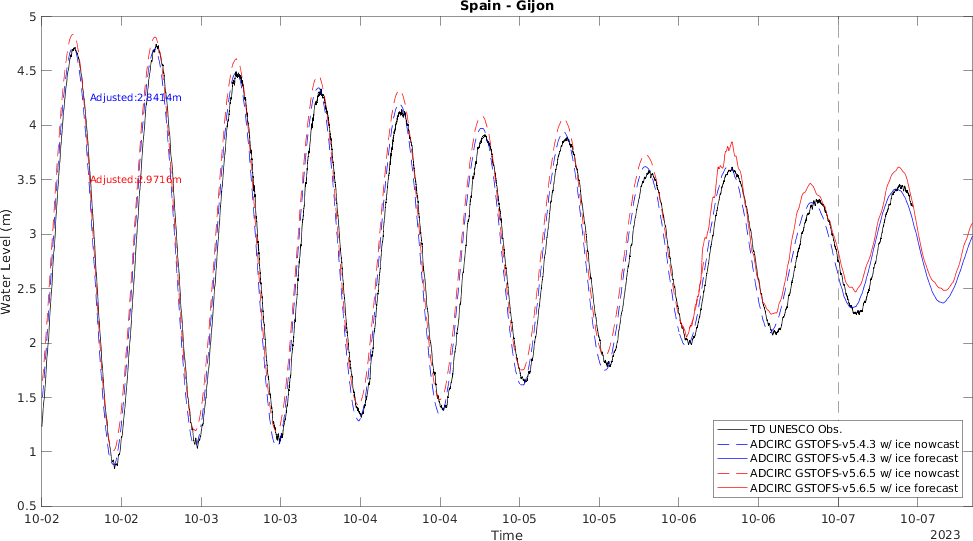 Spain - Gijon
5
4.5
4
3.5
3
2.5
2
1.5
1
0.5
Water Level (m)
Adjusted:2.8414m
Adjusted:2.9716m
TD UNESCO Obs.
ADCIRC GSTOFS-v5.4.3 w/ ice nowcast
ADCIRC GSTOFS-v5.4.3 w/ ice forecast
ADCIRC GSTOFS-v5.6.5 w/ ice nowcast
ADCIRC GSTOFS-v5.6.5 w/ ice forecast
10-02 10-02 10-03 10-03 10-04 10-04 10-05 10-05 10-06 10-06 10-07 10-07
Time
2023